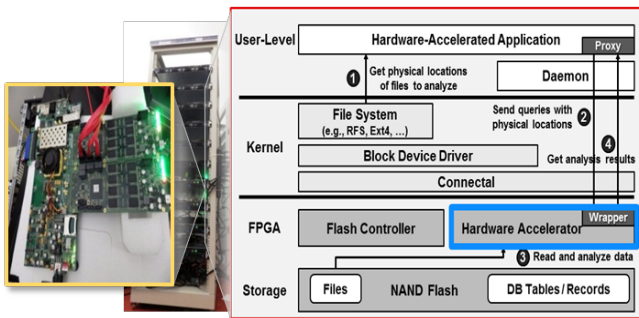 User-Level
Hardware-Accelerated Application
Proxy
1
Get physical locations
of files to analyze
Daemon
File System
(e.g., RFS, Ext4, ...)
Send queries with
physical locations
2
4
Kernel
Block Device Driver
Get analysis results
Connectal
Wrapper
FPGA
Flash Controller
Hardware Accelerator
3
Read and analyze data
Storage
Files
NAND Flash
DB Tables / Records